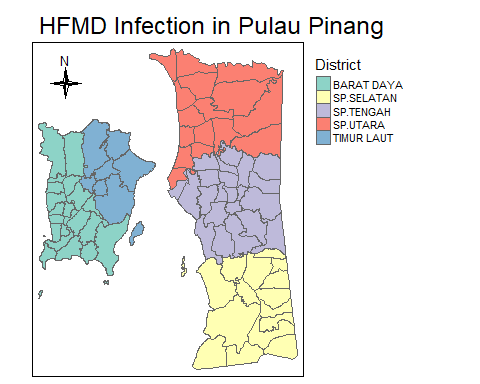 HFMD Infection in Pulau Pinang
N
District
BARAT DAYA
SP.SELATAN
SP.TENGAH
SP.UTARA
TIMUR LAUT